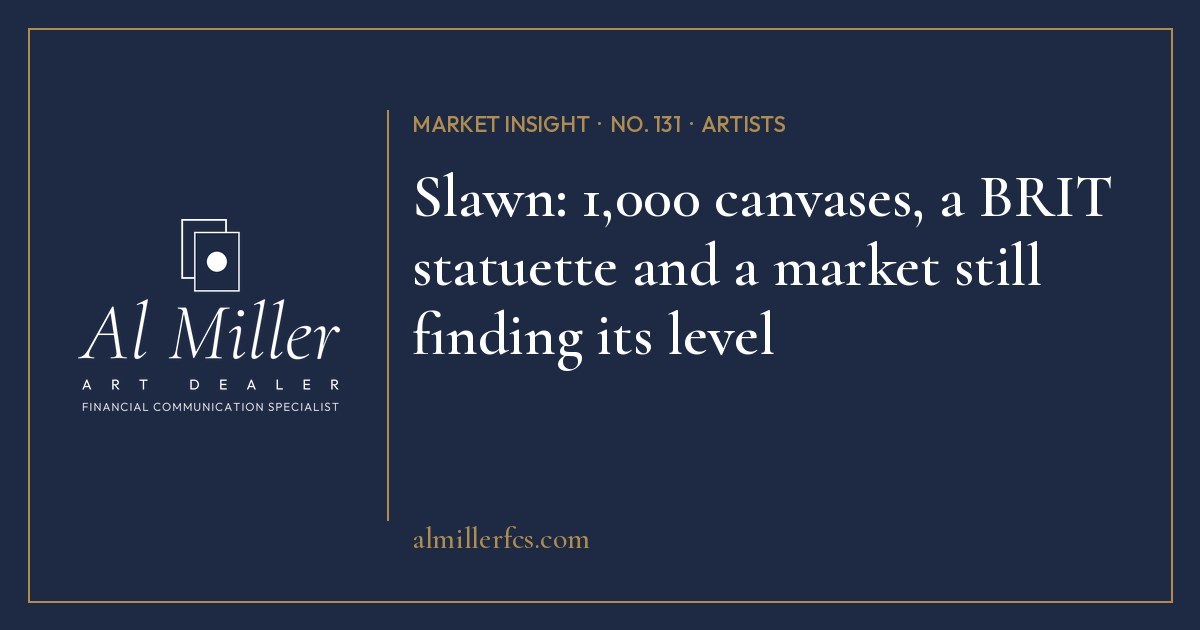 MARKET INSIGHT · NO. 131 · ARTISTS
Slawn: 1,000 canvases, a BRIT
statuette and a market still
finding its level
Al Miller
ART DEALER
FINANCIAL COMMUNICATION SPECIALIST
almillerfcs.com